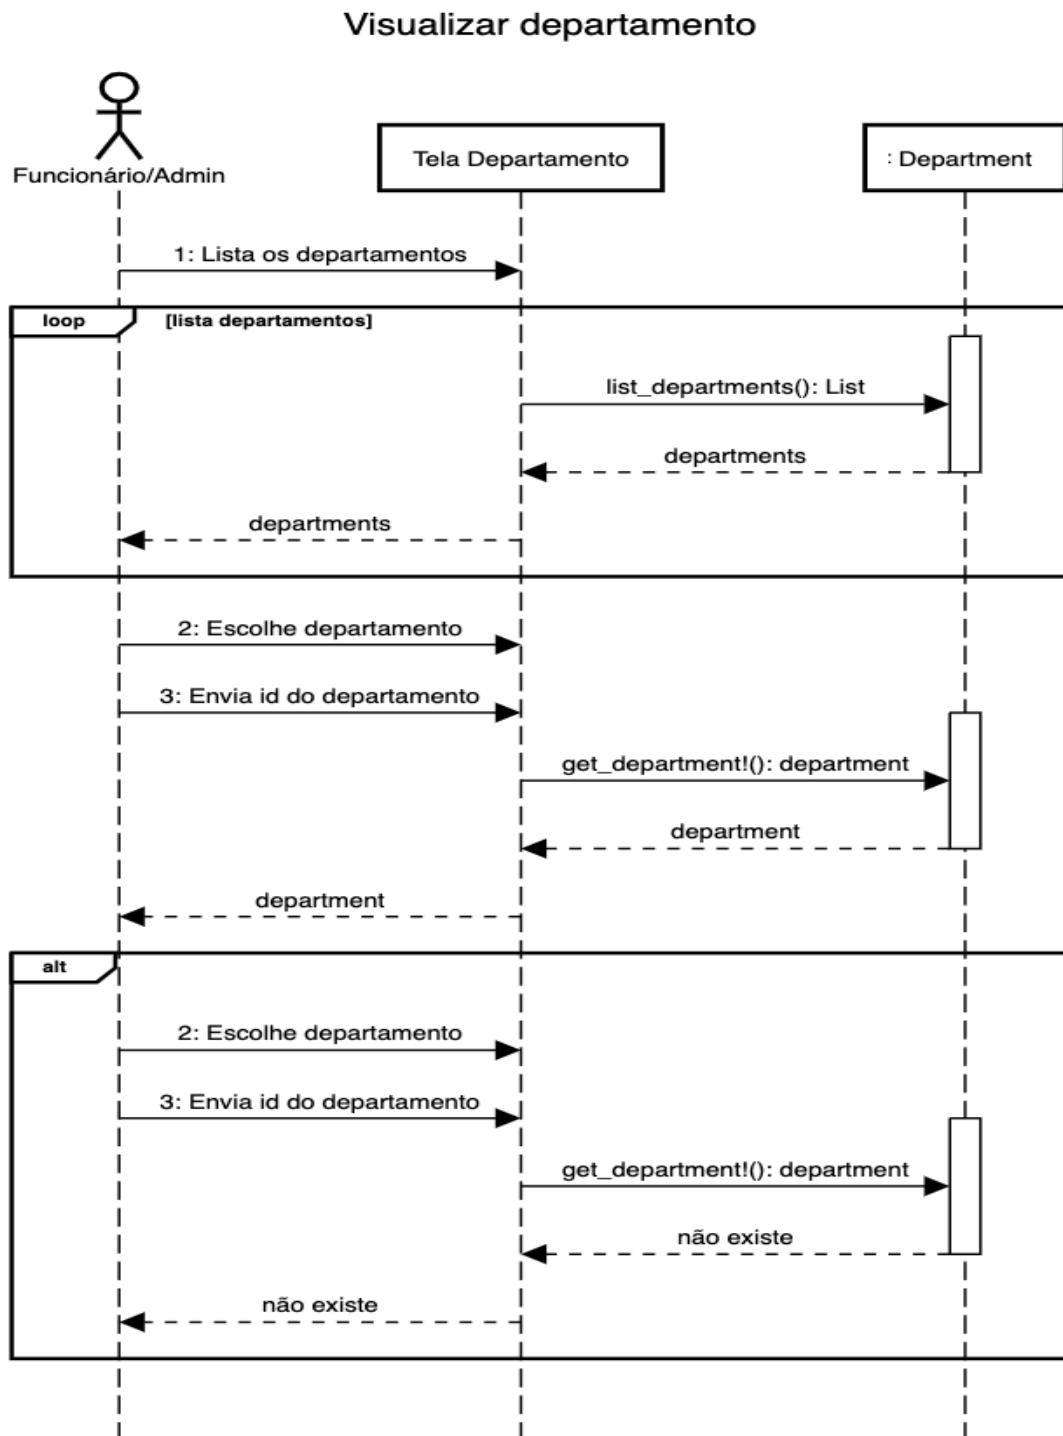 Visualizar departamento
Funcionário/Admin
Tela Departamento
: Department
1: Lista os departamentos
loop
[lista departamentos]
list_departments(): List
departments
departments
2: Escolhe departamento
3: Envia id do departamento
get_department!(): department
department
department
alt
2: Escolhe departamento
3: Envia id do departamento
get_department!(): department
não existe
não existe